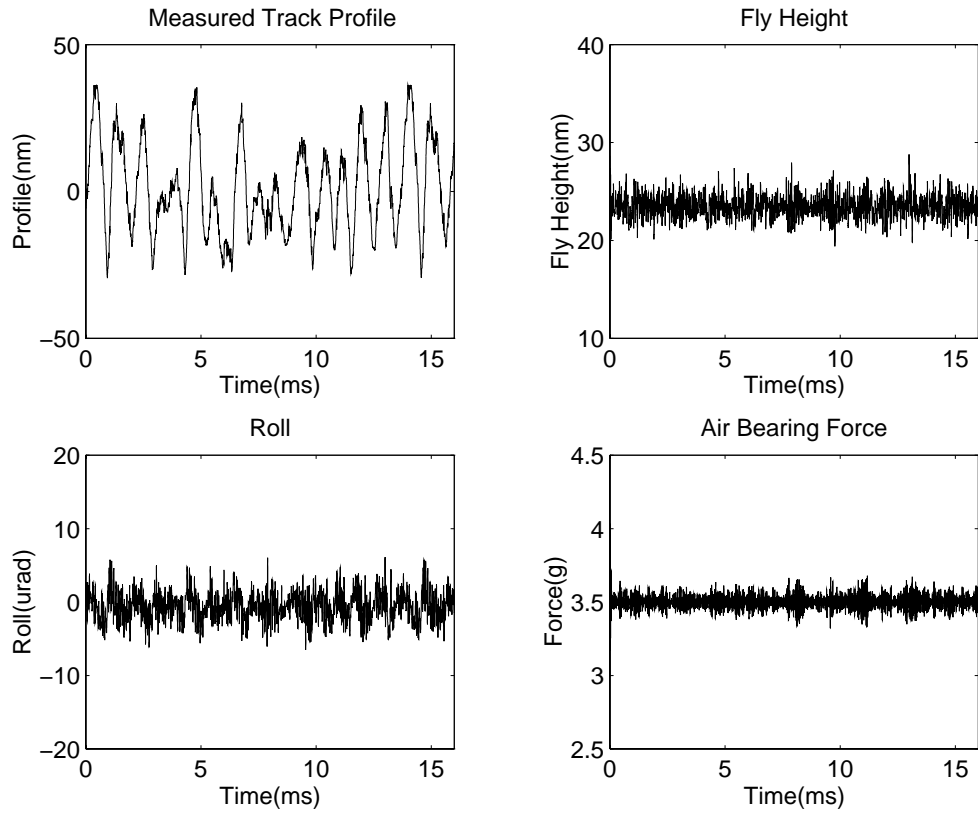 Measured Track Profile
50
0
−50
Profile(nm)
0 5 10 15
Time(ms)
Fly Height
40
30
20
10
Fly Height(nm)
0 5 10 15
Time(ms)
Roll
20
10
0
−10
−20
Roll(urad)
0 5 10 15
Time(ms)
Air Bearing Force
4.5
4
3.5
3
2.5
Force(g)
0 5 10 15
Time(ms)